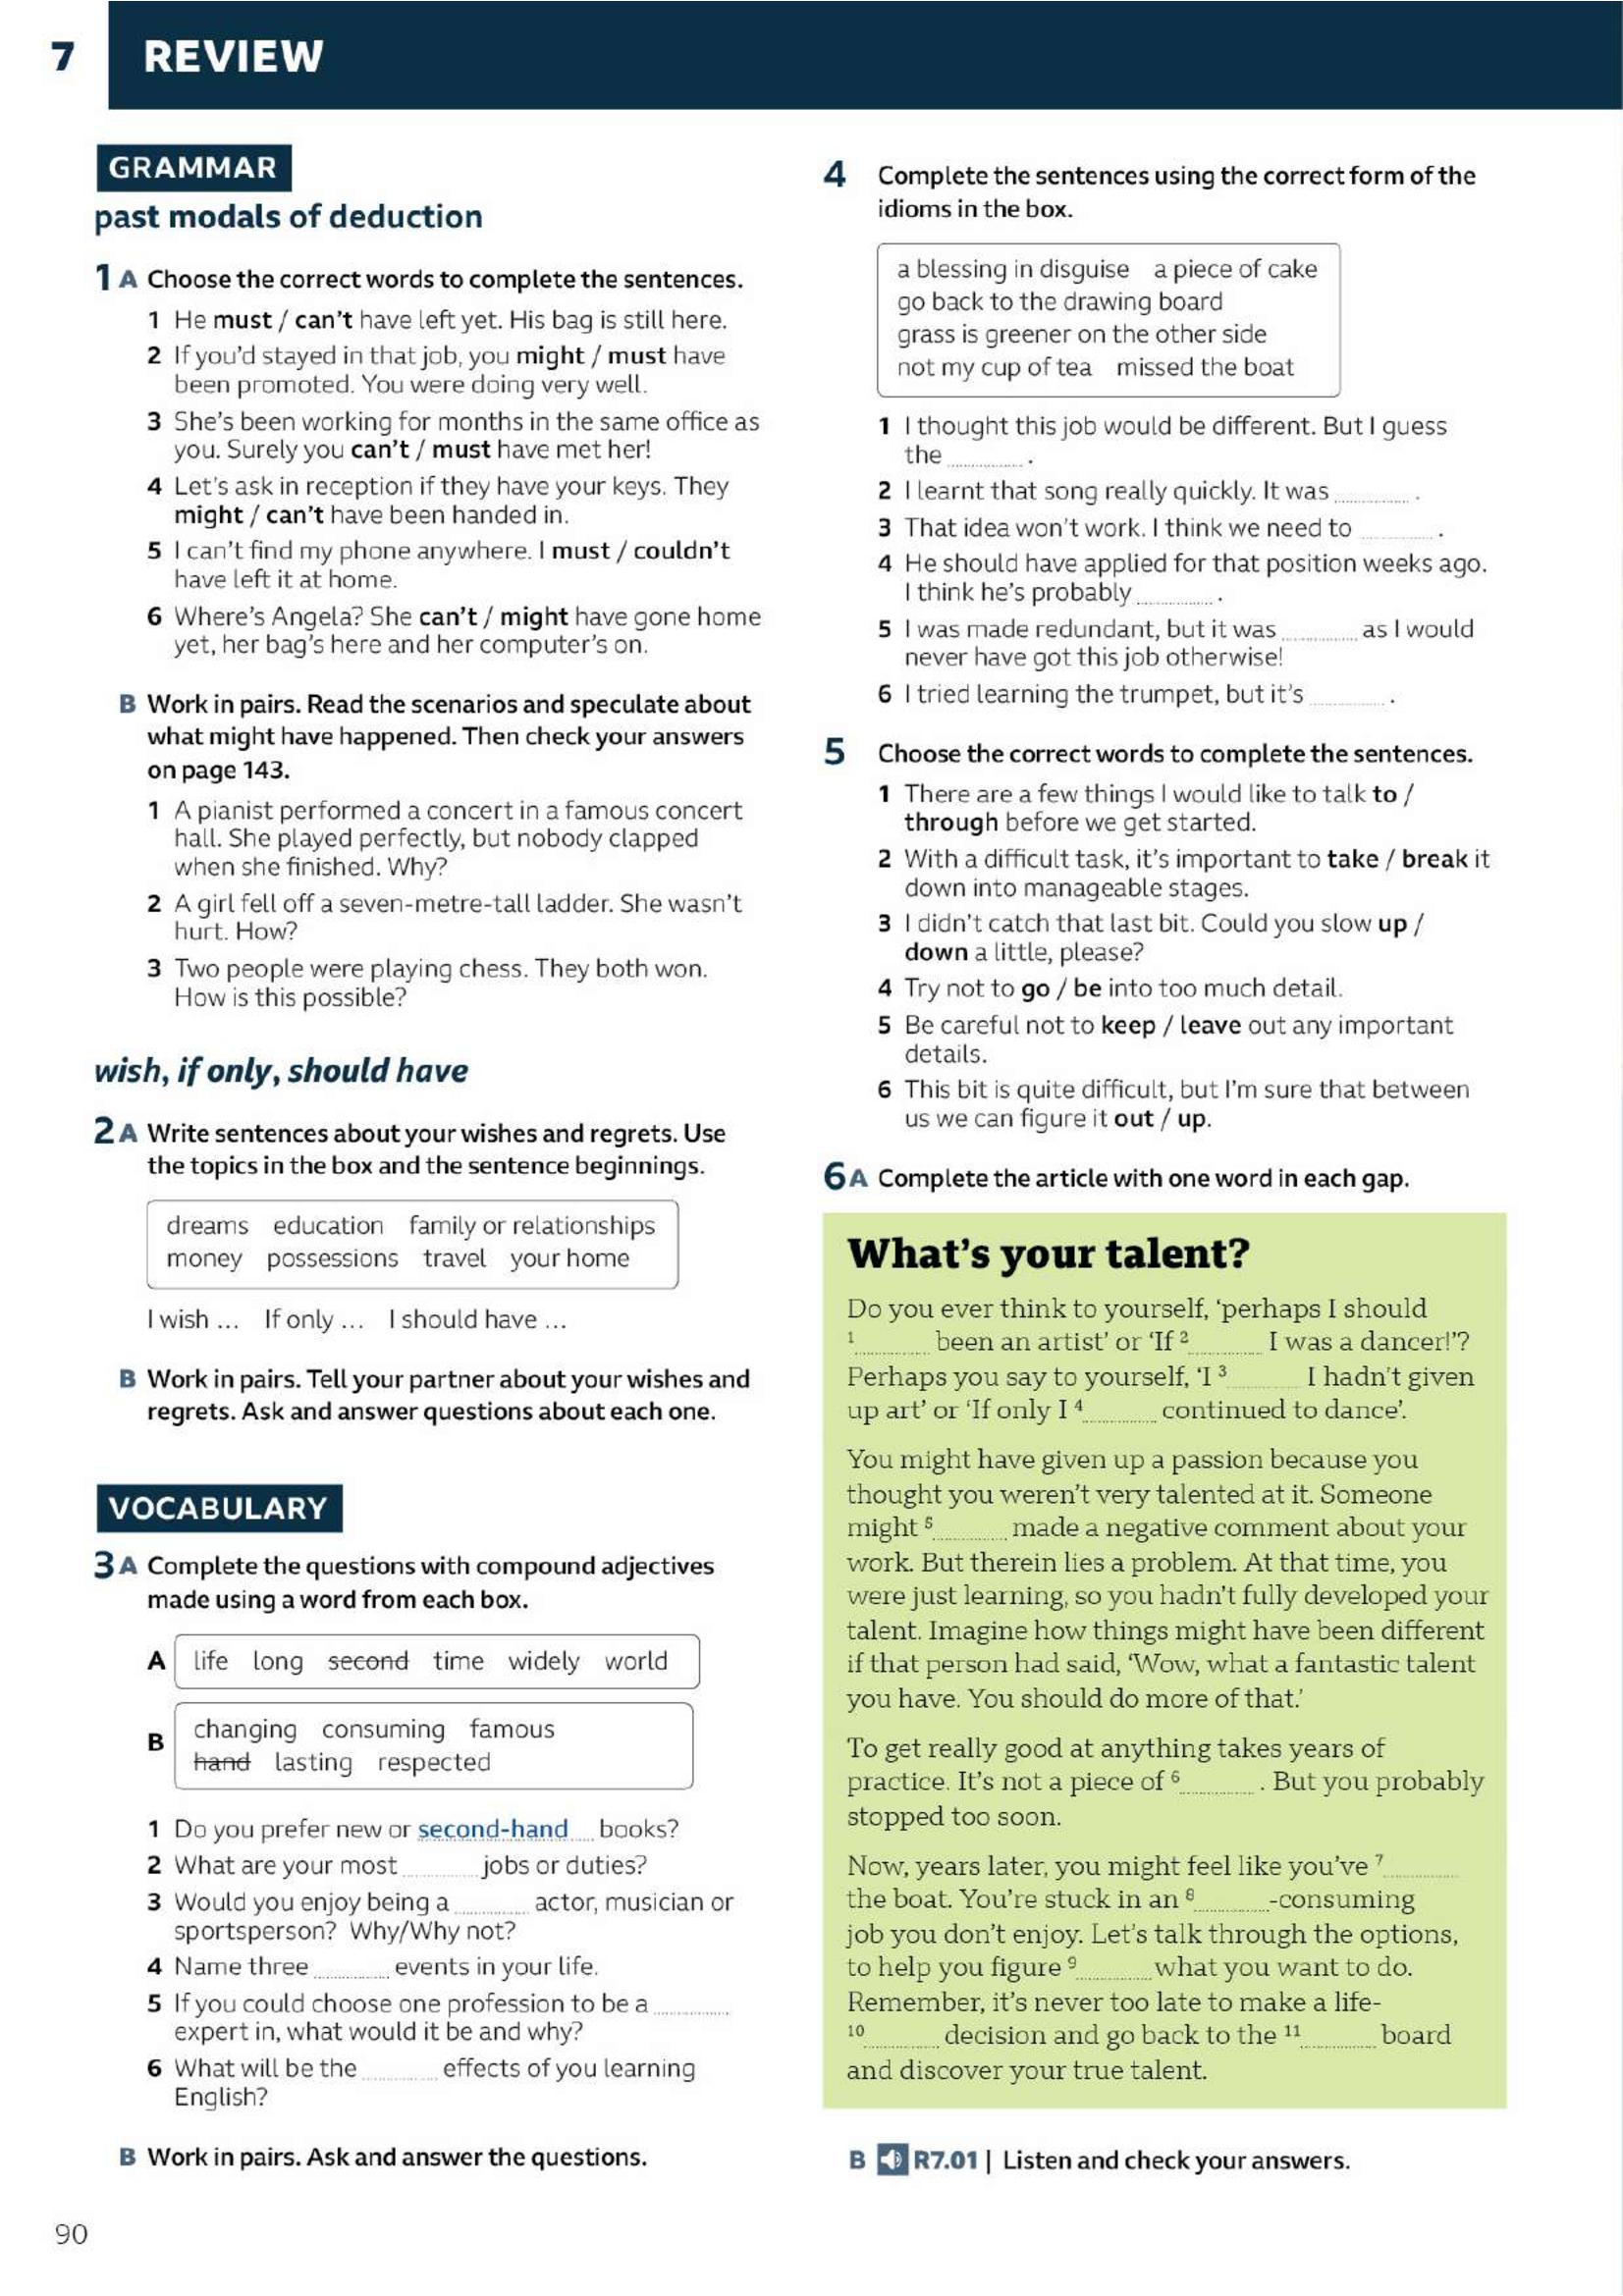 7 REVIEW
GRAMMAR
past modals of deduction
1 A Choose the correct words to complete the sentences.
1 He must / can't have left yet. His bag is still here.
2 If you'd stayed in that job, you might / must have
been promoted. You were doing very well.
3 She's been working for months in the same office as
you. Surely you can't / must have met her!
4 Let's ask in reception if they have your keys. They
might / can't have been handed in.
5 I can't find my phone anywhere. I must / couldn't
have left it at home.
6 Where's Angela? She can't / might have gone home
yet, her bag's here and her computer's on.
B Work in pairs. Read the scenarios and speculate about
what might have happened. Then check your answers
on page 143.
1 A pianist performed a concert in a famous concert
hall. She played perfectly, but nobody clapped
when she finished. Why?
2 A girl fell off a seven-metre-tall ladder. She wasn't
hurt. How?
3 Two people were playing chess. They both won.
How is this possible?
wish, if only, should have
2 A Write sentences about your wishes and regrets. Use
the topics in the box and the sentence beginnings.
dreams education family or relationships
money possessions travel your home
I wish ... If only ... I should have ...
B Work in pairs. Tell your partner about your wishes and
regrets. Ask and answer questions about each one.
VOCABULARY
3 A Complete the questions with compound adjectives
made using a word from each box.
A life long second time widely world
B changing consuming famous
hand lasting respected
1 Do you prefer new or second-hand books?
2 What are your most ............ jobs or duties?
3 Would you enjoy being a ............ actor, musician or
sportsperson? Why/Why not?
4 Name three ............ events in your life.
5 If you could choose one profession to be a ............
expert in, what would it be and why?
6 What will be the ............ effects of you learning
English?
B Work in pairs. Ask and answer the questions.
90
4 Complete the sentences using the correct form of the
idioms in the box.
a blessing in disguise a piece of cake
go back to the drawing board
grass is greener on the other side
not my cup of tea missed the boat
1 I thought this job would be different. But I guess
the ............ .
2 I learnt that song really quickly. It was ............ .
3 That idea won't work. I think we need to ............ .
4 He should have applied for that position weeks ago.
I think he's probably ............ .
5 I was made redundant, but it was ............ as I would
never have got this job otherwise!
6 I tried learning the trumpet, but it's ............ .
5 Choose the correct words to complete the sentences.
1 There are a few things I would like to talk to /
through before we get started.
2 With a difficult task, it's important to take / break it
down into manageable stages.
3 I didn't catch that last bit. Could you slow up /
down a little, please?
4 Try not to go / be into too much detail.
5 Be careful not to keep / leave out any important
details.
6 This bit is quite difficult, but I'm sure that between
us we can figure it out / up.
6 A Complete the article with one word in each gap.
What's your talent?
Do you ever think to yourself, 'perhaps I should
1 ............ been an artist' or 'If 2 ............ I was a dancer!'?
Perhaps you say to yourself, 'I 3 ............ I hadn't given
up art' or 'If only I 4 ............ continued to dance'.
You might have given up a passion because you
thought you weren't very talented at it. Someone
might 5 ............ made a negative comment about your
work. But therein lies a problem. At that time, you
were just learning, so you hadn't fully developed your
talent. Imagine how things might have been different
if that person had said, 'Wow, what a fantastic talent
you have. You should do more of that.'
To get really good at anything takes years of
practice. It's not a piece of 6 ............ . But you probably
stopped too soon.
Now, years later, you might feel like you've 7 ............
the boat. You're stuck in an 8 ............-consuming
job you don't enjoy. Let's talk through the options,
to help you figure 9 ............ what you want to do.
Remember, it's never too late to make a life-
10 ............ decision and go back to the 11 ............ board
and discover your true talent.
B R7.01 | Listen and check your answers.